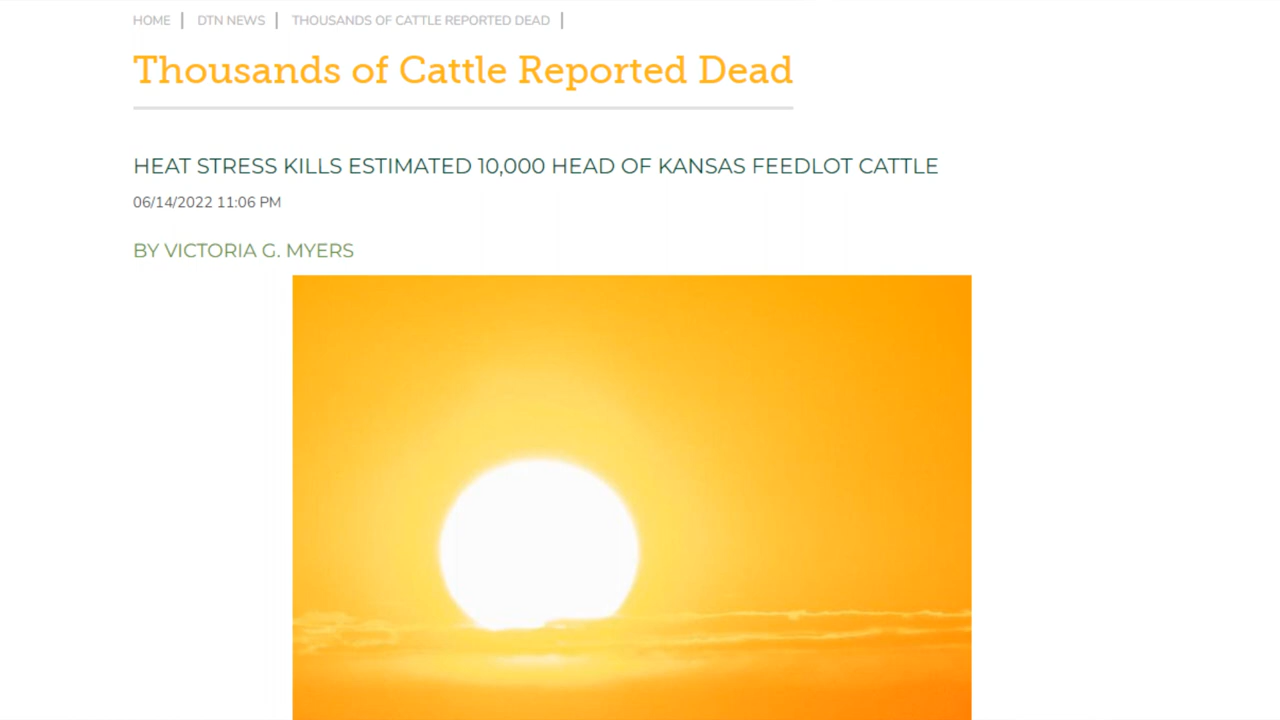 HOME | DTN NEWS | THOUSANDS OF CATTLE REPORTED DEAD |
Thousands of Cattle Reported Dead
HEAT STRESS KILLS ESTIMATED 10,000 HEAD OF KANSAS FEEDLOT CATTLE
06/14/2022 11:06 PM
BY VICTORIA G. MYERS